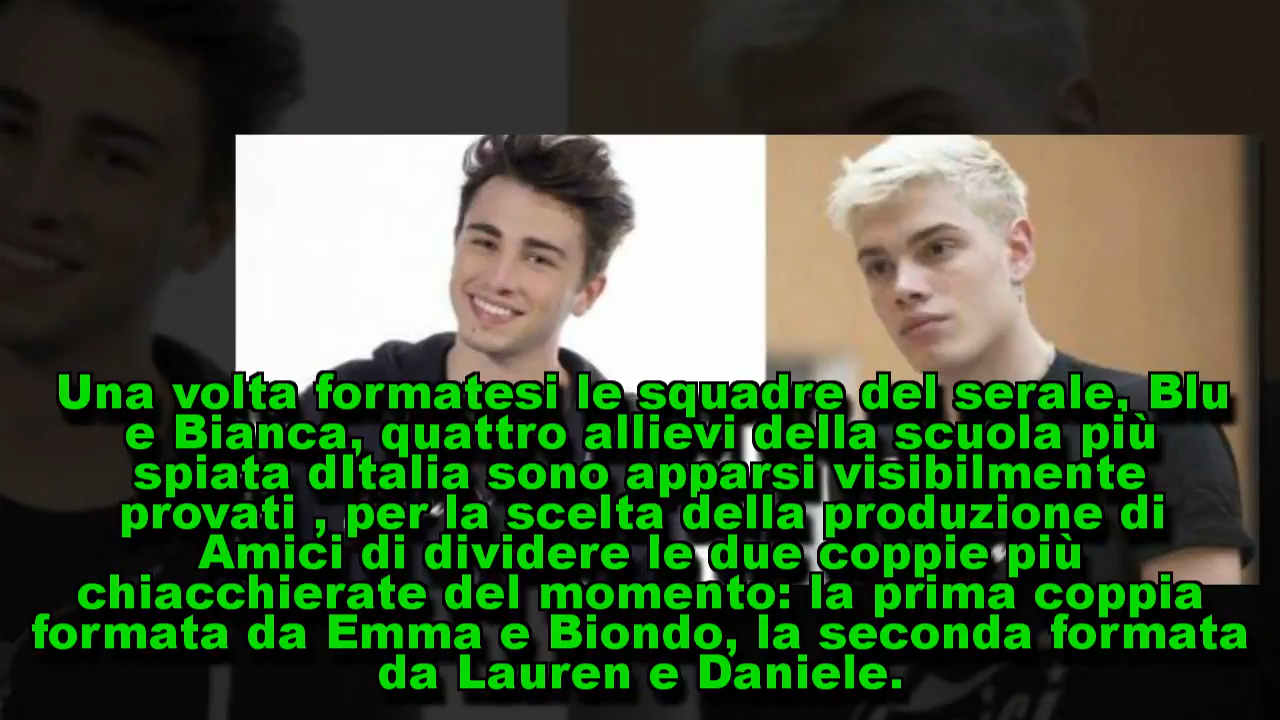 Una volta formatesi le squadre del serale, Blu
e Bianca, quattro allievi della scuola più
spiata dItalia sono apparsi visibilmente
provati , per la scelta della produzione di
Amici di dividere le due coppie più
chiacchierate del momento: la prima coppia
formata da Emma e Biondo, la seconda formata
da Lauren e Daniele.